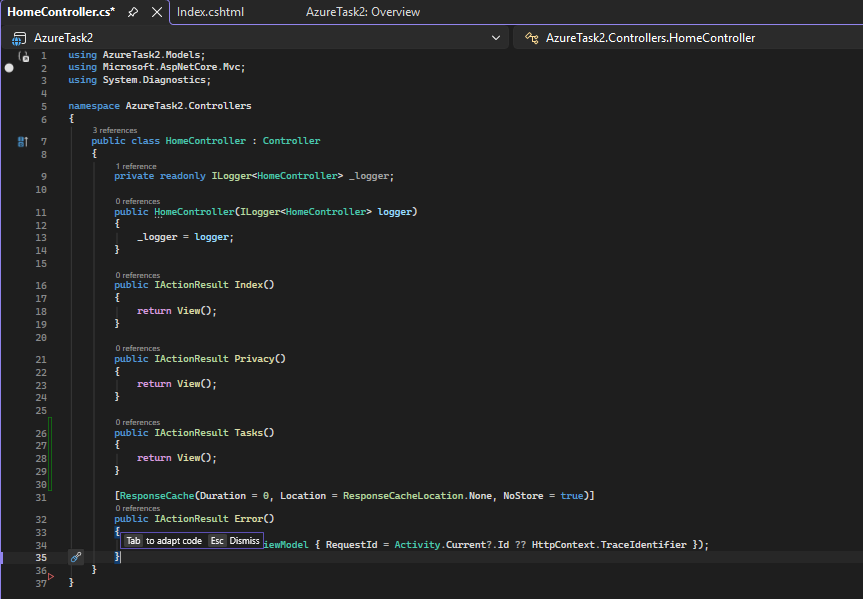 HomeController.cs*
Index.cshtml
AzureTask2: Overview
AzureTask2
AzureTask2.Controllers.HomeController
1 using AzureTask2.Models;
2 using Microsoft.AspNetCore.Mvc;
3 using System.Diagnostics;
4
5 namespace AzureTask2.Controllers
6 {
3 references
7 public class HomeController : Controller
8 {
1 reference
9 private readonly ILogger<HomeController> _logger;
10
0 references
11 public HomeController(ILogger<HomeController> logger)
12 {
13 _logger = logger;
14 }
15
0 references
16 public IActionResult Index()
17 {
18 return View();
19 }
20
0 references
21 public IActionResult Privacy()
22 {
23 return View();
24 }
25
0 references
26 public IActionResult Tasks()
27 {
28 return View();
29 }
30
31 [ResponseCache(Duration = 0, Location = ResponseCacheLocation.None, NoStore = true)]
0 references
32 public IActionResult Error()
33 {
Tab to adapt code Esc Dismiss
34 iewModel { RequestId = Activity.Current?.Id ?? HttpContext.TraceIdentifier });
35 }
36 }
37 }